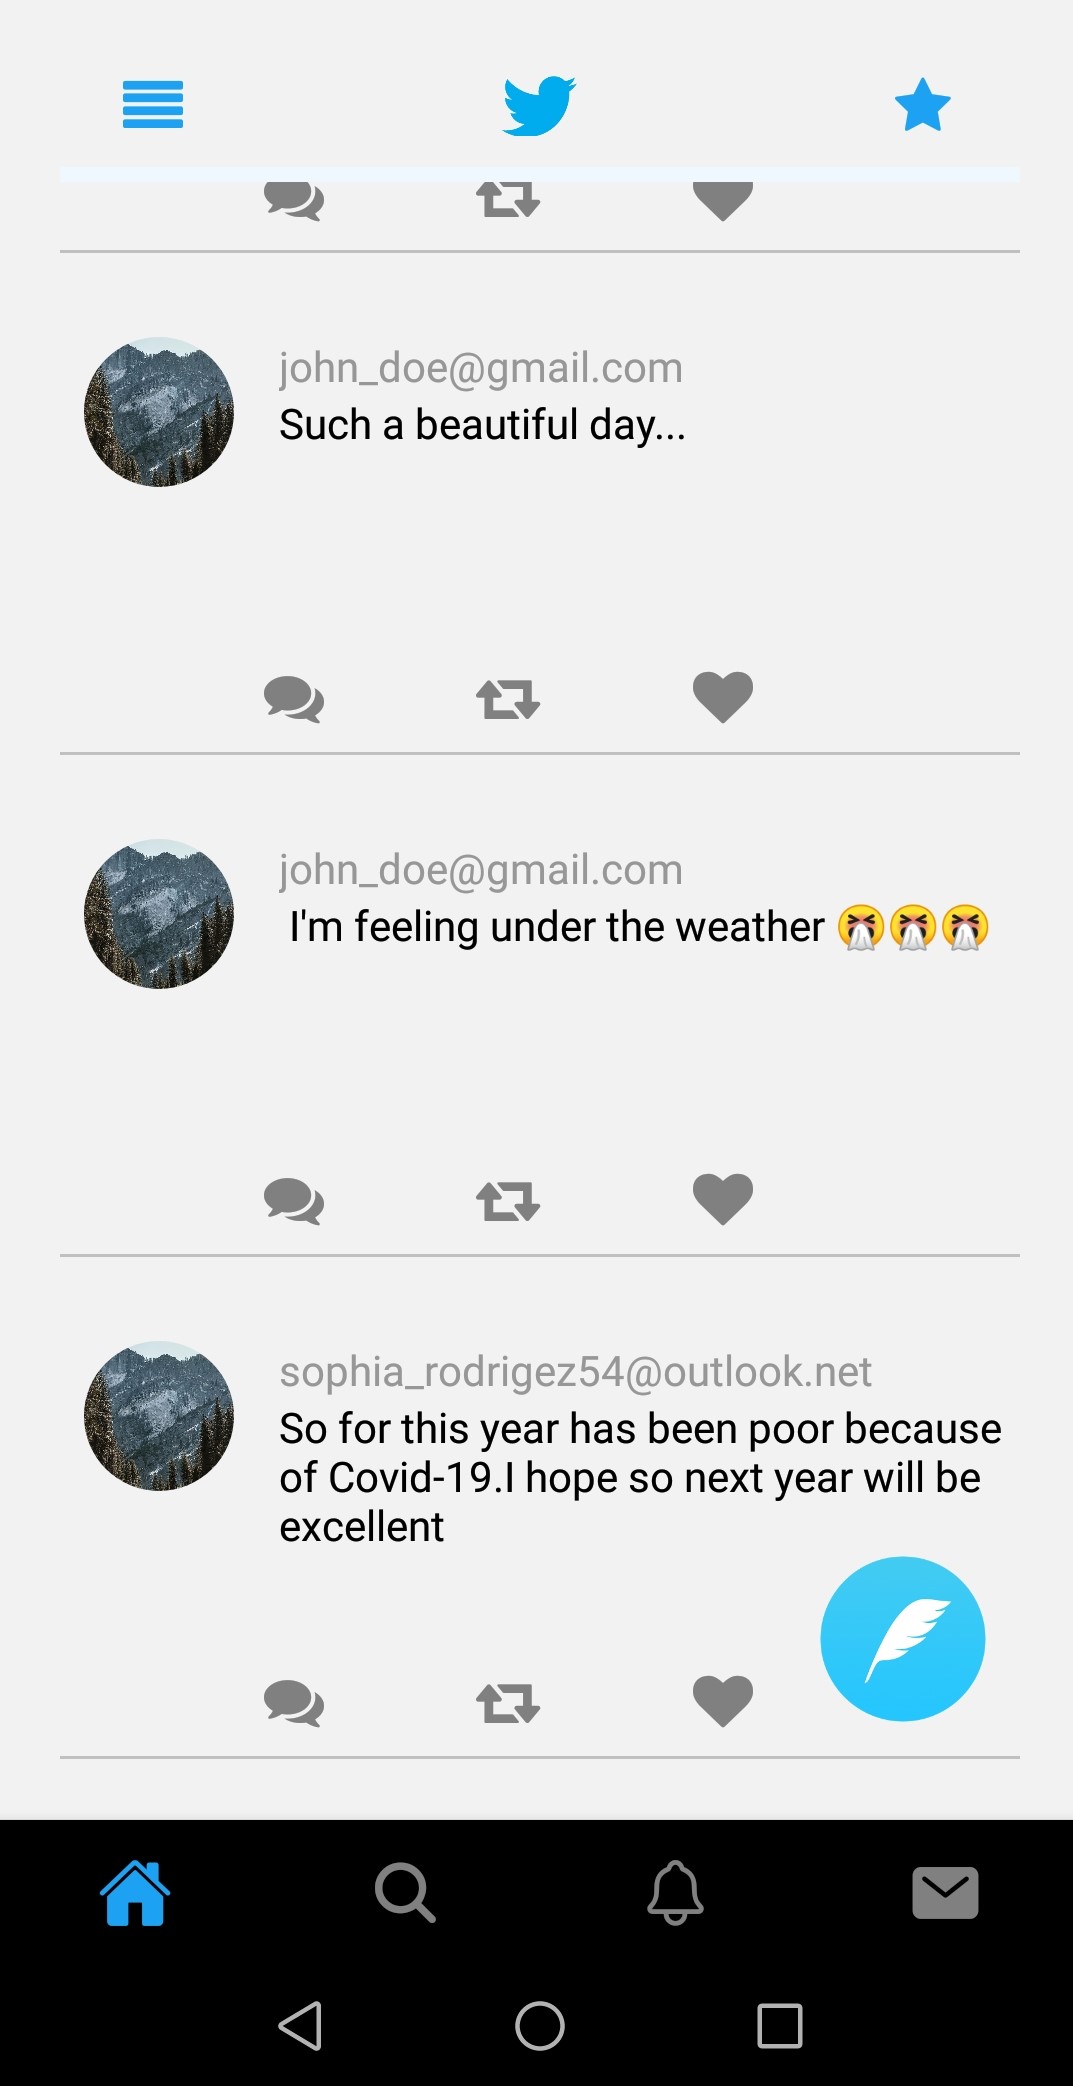 john_doe@gmail.com
Such a beautiful day...
john_doe@gmail.com
I'm feeling under the weather 🤧🤧🤧
sophia_rodrigez54@outlook.net
So for this year has been poor because
of Covid-19.I hope so next year will be
excellent